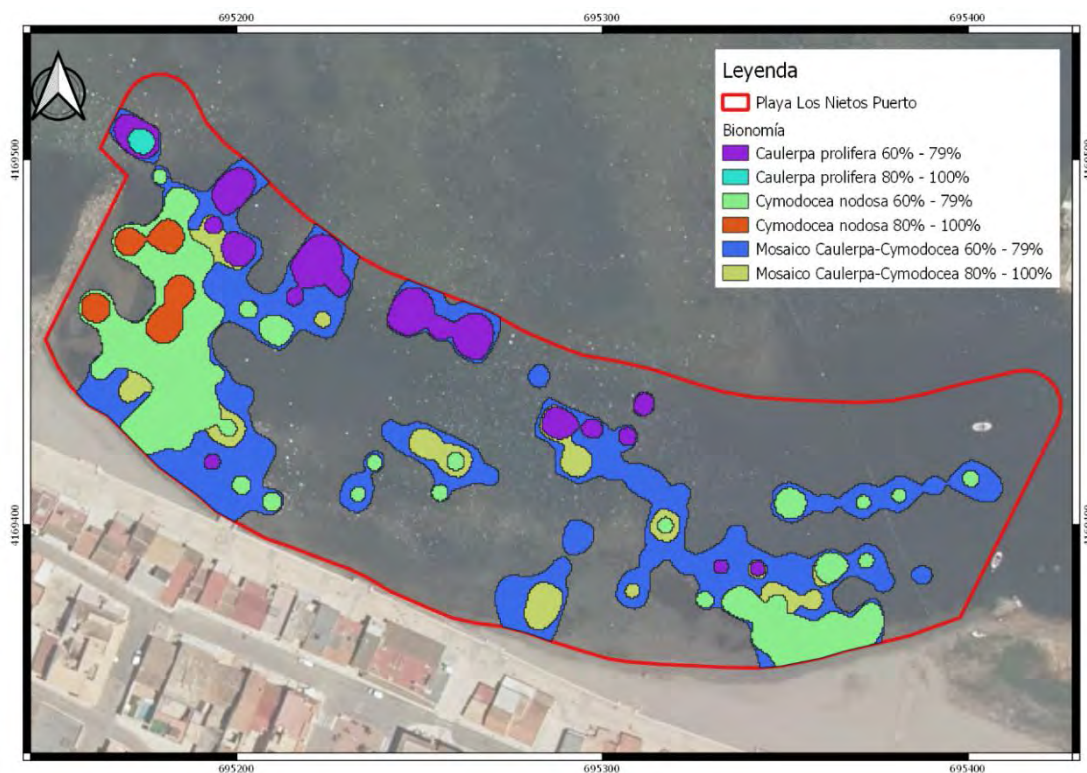 695200 695300 695400
Leyenda
Playa Los Nietos Puerto
Bionomía
Caulerpa prolifera 60% - 79%
Caulerpa prolifera 80% - 100%
Cymodocea nodosa 60% - 79%
Cymodocea nodosa 80% - 100%
Mosaico Caulerpa-Cymodocea 60% - 79%
Mosaico Caulerpa-Cymodocea 80% - 100%
4169500 4169500
4169400 4169400
695200 695300 695400